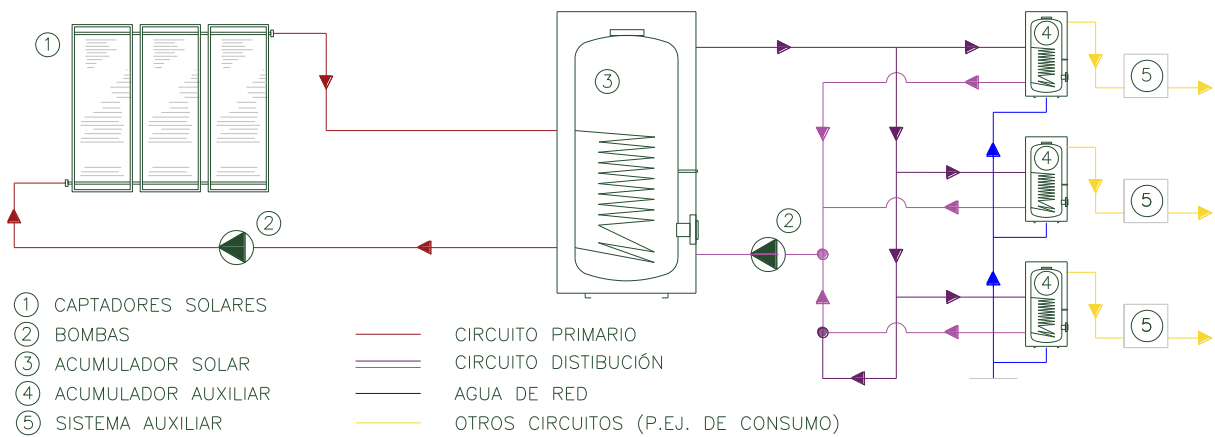 1
2
3
2
4
5
4
5
4
5
1 CAPTADORES SOLARES
2 BOMBAS
3 ACUMULADOR SOLAR
4 ACUMULADOR AUXILIAR
5 SISTEMA AUXILIAR
CIRCUITO PRIMARIO
CIRCUITO DISTIBUCIÓN
AGUA DE RED
OTROS CIRCUITOS (P.EJ. DE CONSUMO)